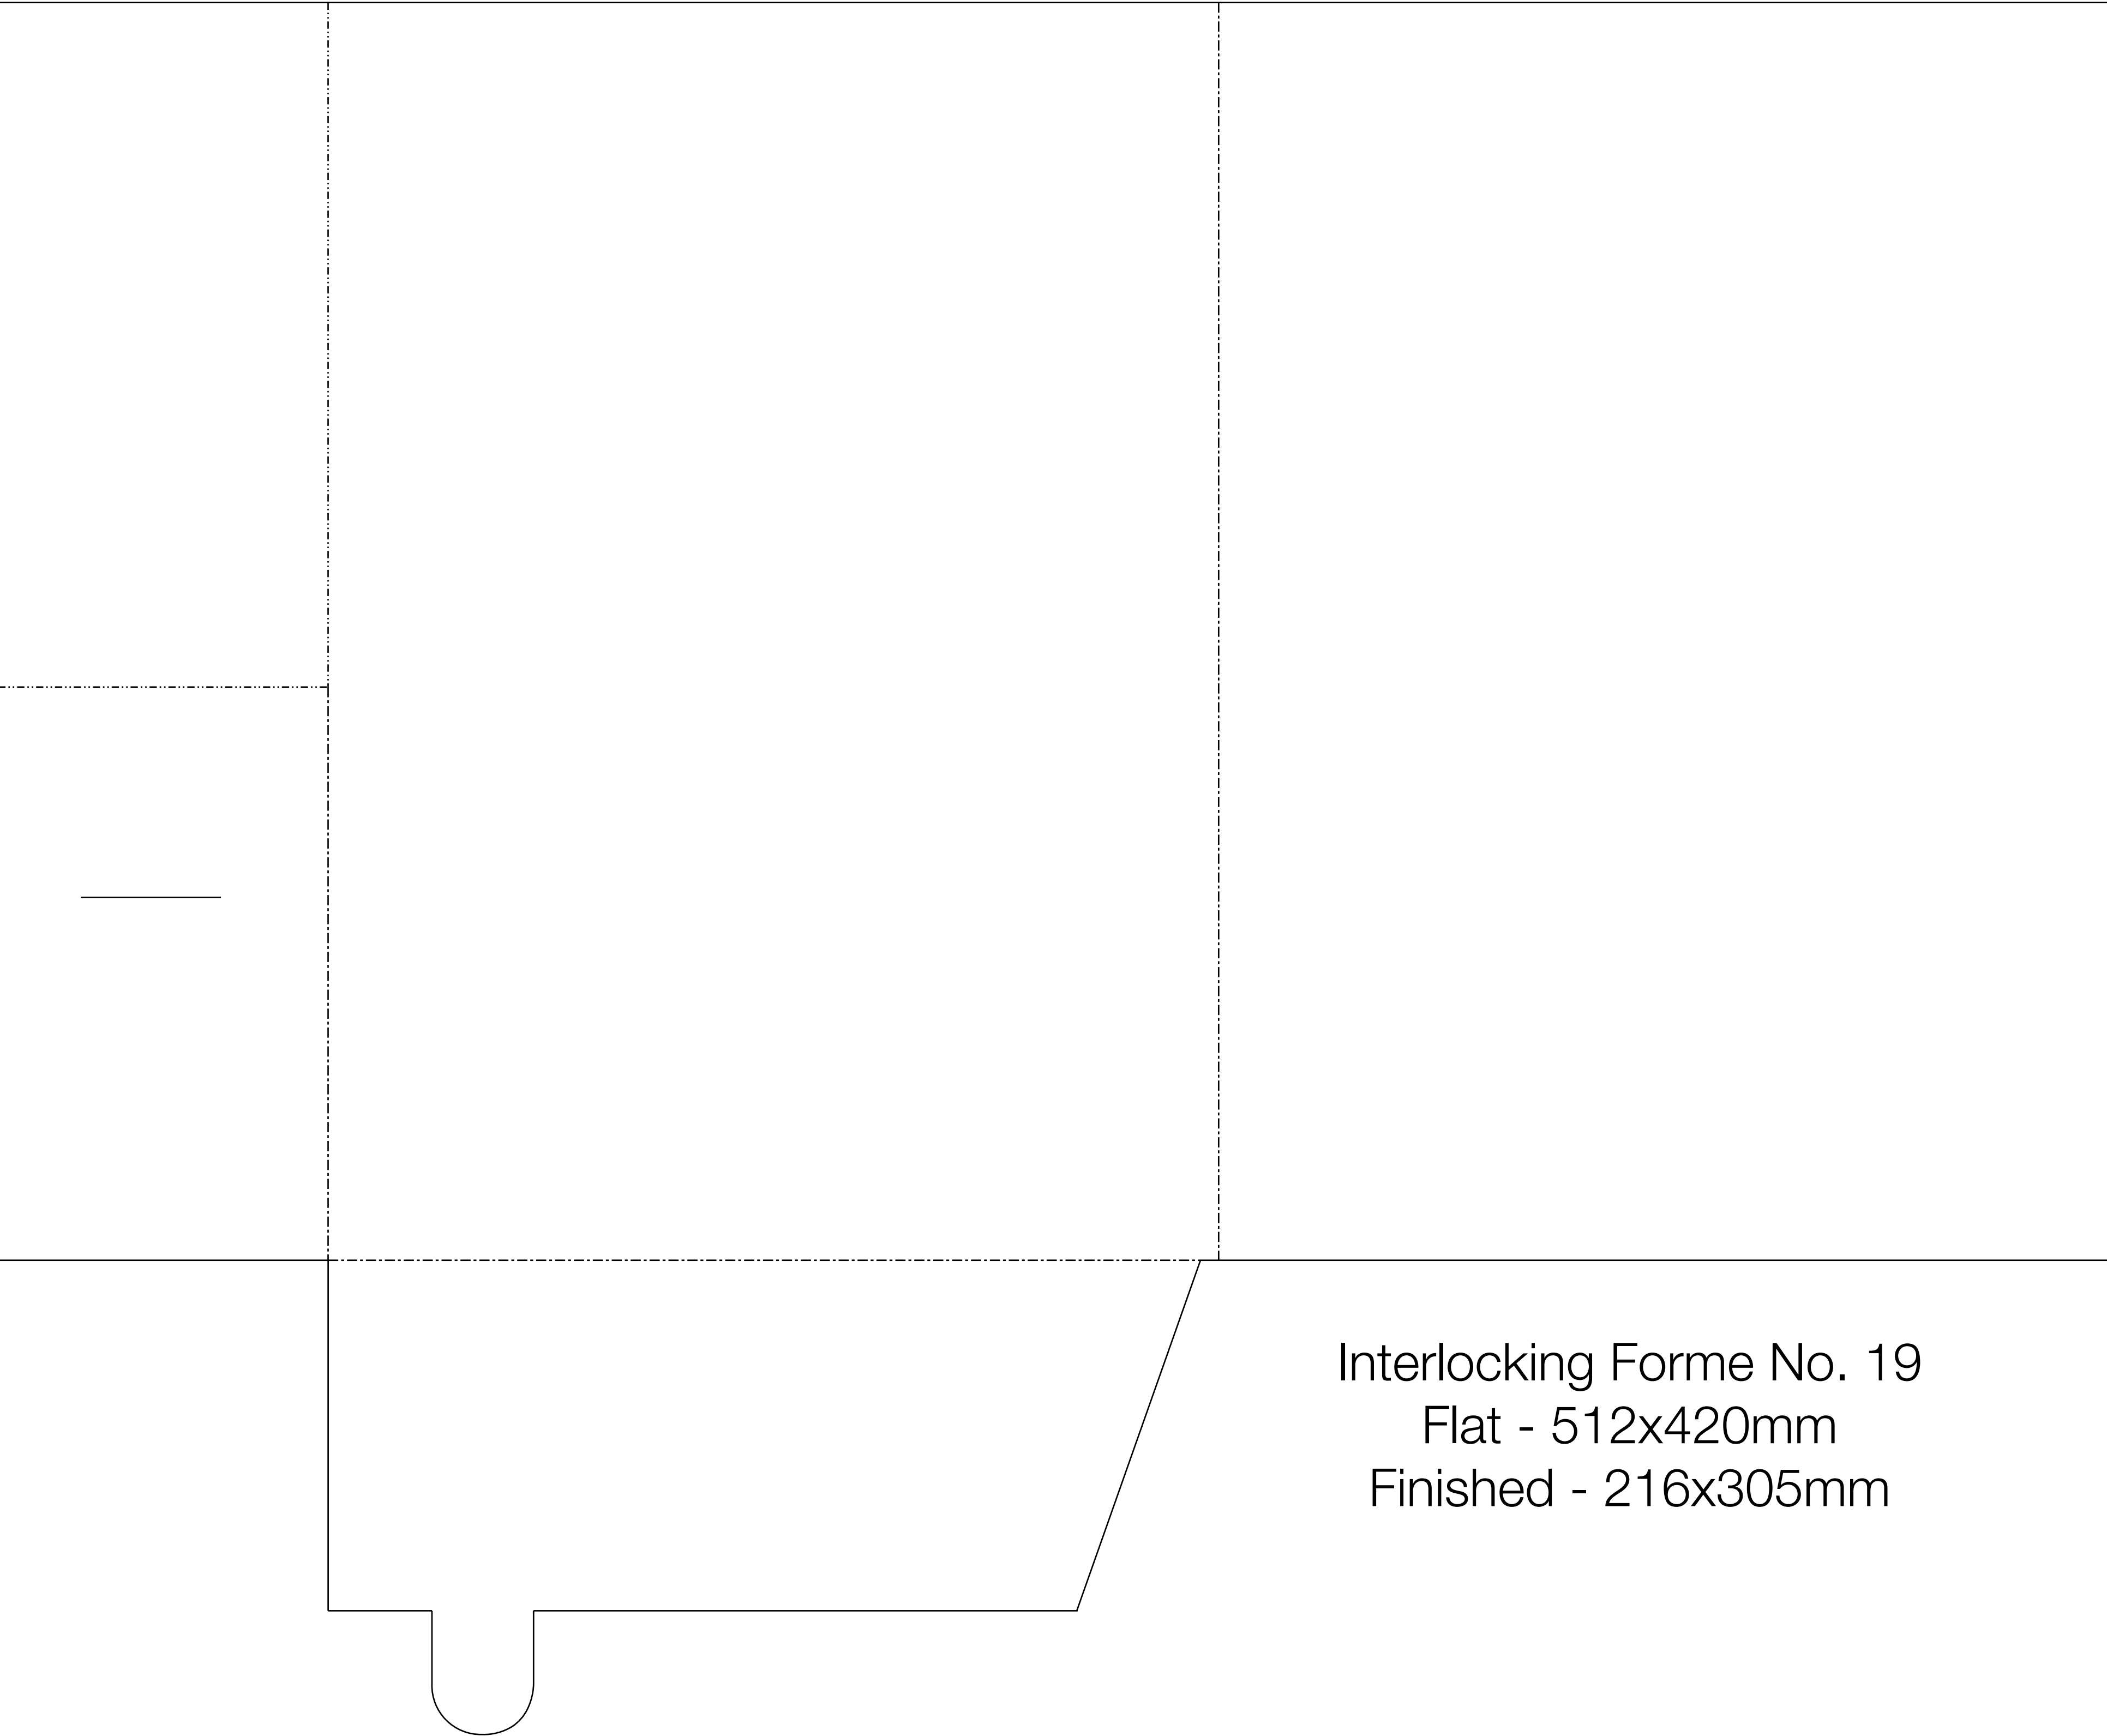 Interlocking Forme No. 19
Flat - 512x420mm
Finished - 216x305mm